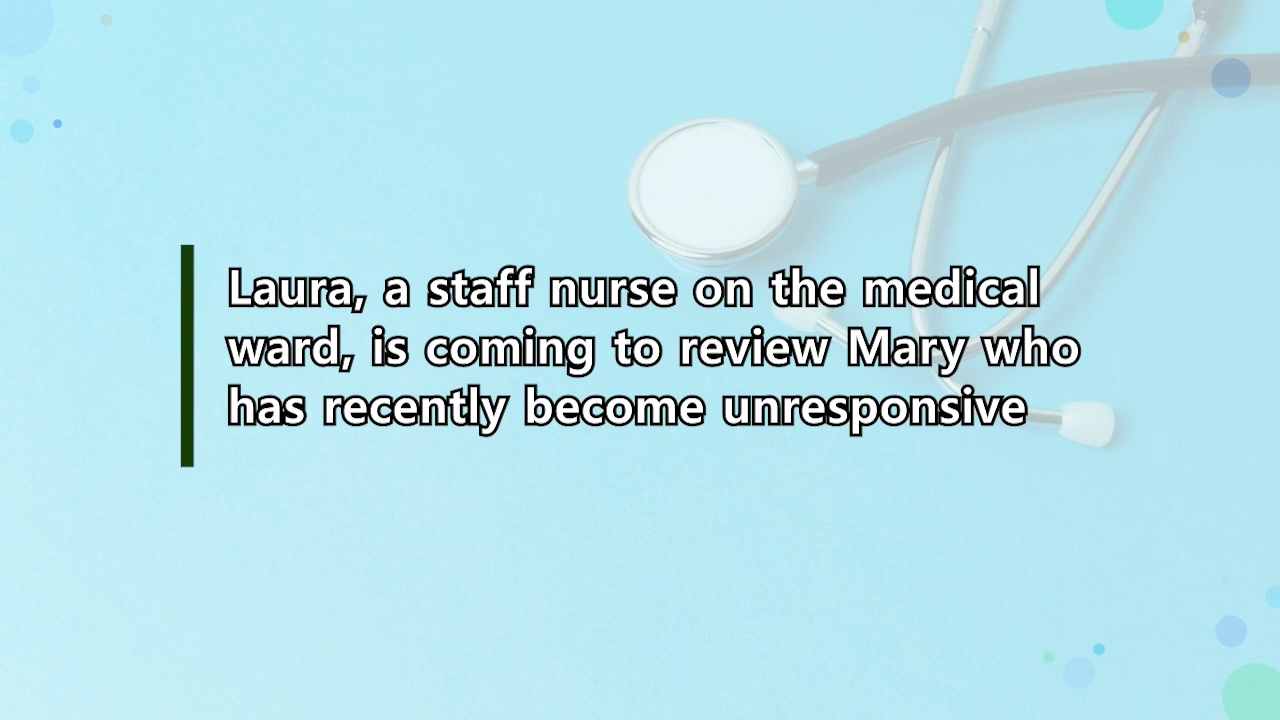 Laura, a staff nurse on the medical
ward, is coming to review Mary who
has recently become unresponsive